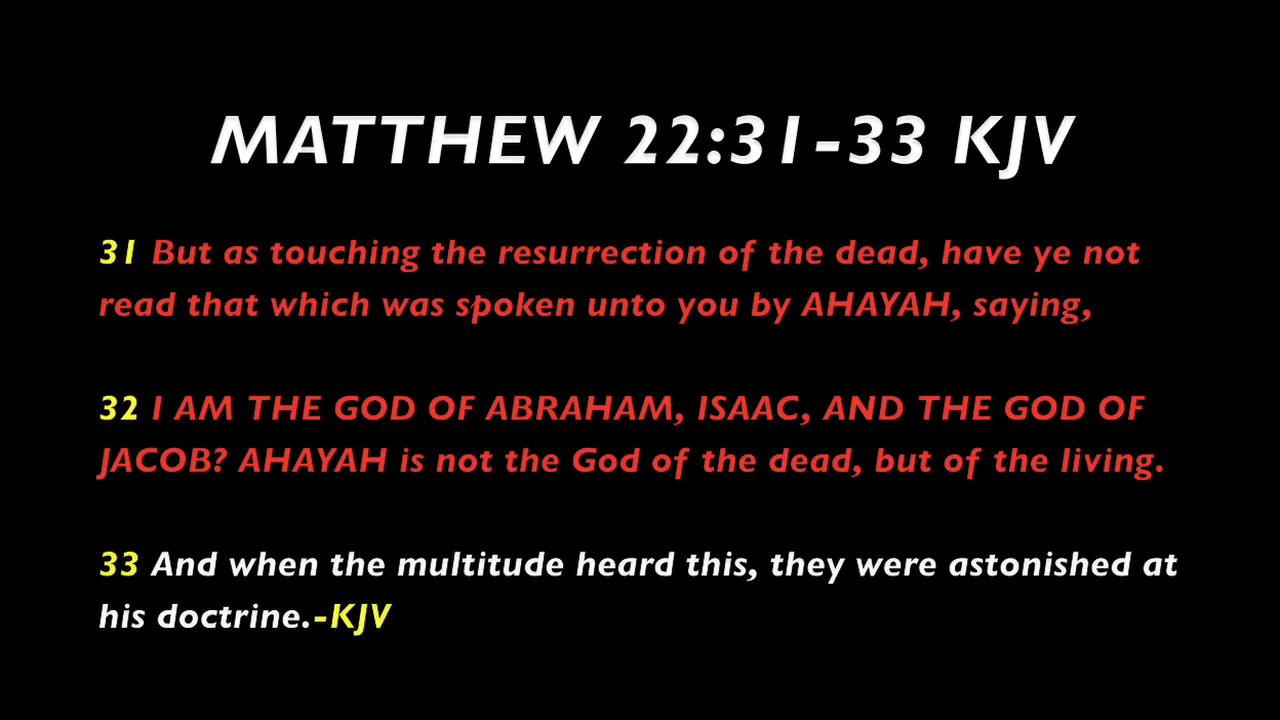 MATTHEW 22:31-33 KJV
31 But as touching the resurrection of the dead, have ye not
read that which was spoken unto you by AHAYAH, saying,
32 I AM THE GOD OF ABRAHAM, ISAAC, AND THE GOD OF
JACOB? AHAYAH is not the God of the dead, but of the living.
33 And when the multitude heard this, they were astonished at
his doctrine.-KJV